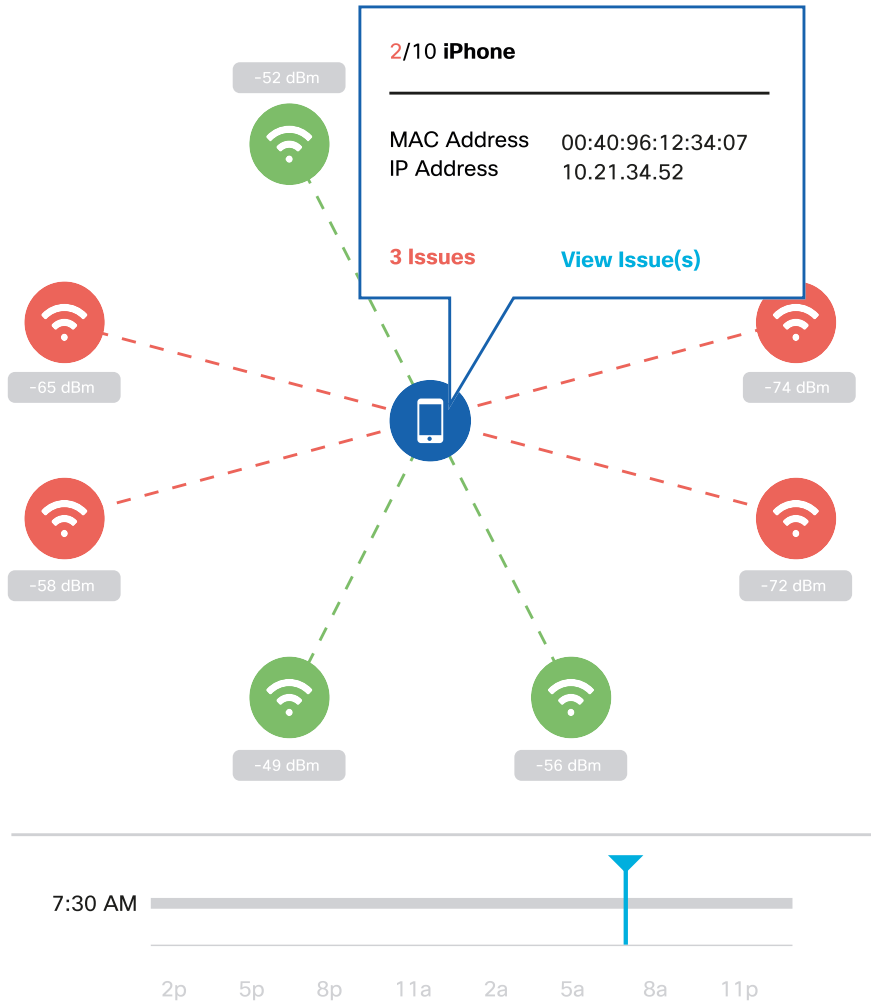 -52 dBm
2/10 iPhone
MAC Address 00:40:96:12:34:07
IP Address 10.21.34.52
3 Issues View Issue(s)
-65 dBm
-74 dBm
-58 dBm
-72 dBm
-49 dBm
-56 dBm
7:30 AM
2p 5p 8p 11a 2a 5a 8a 11p